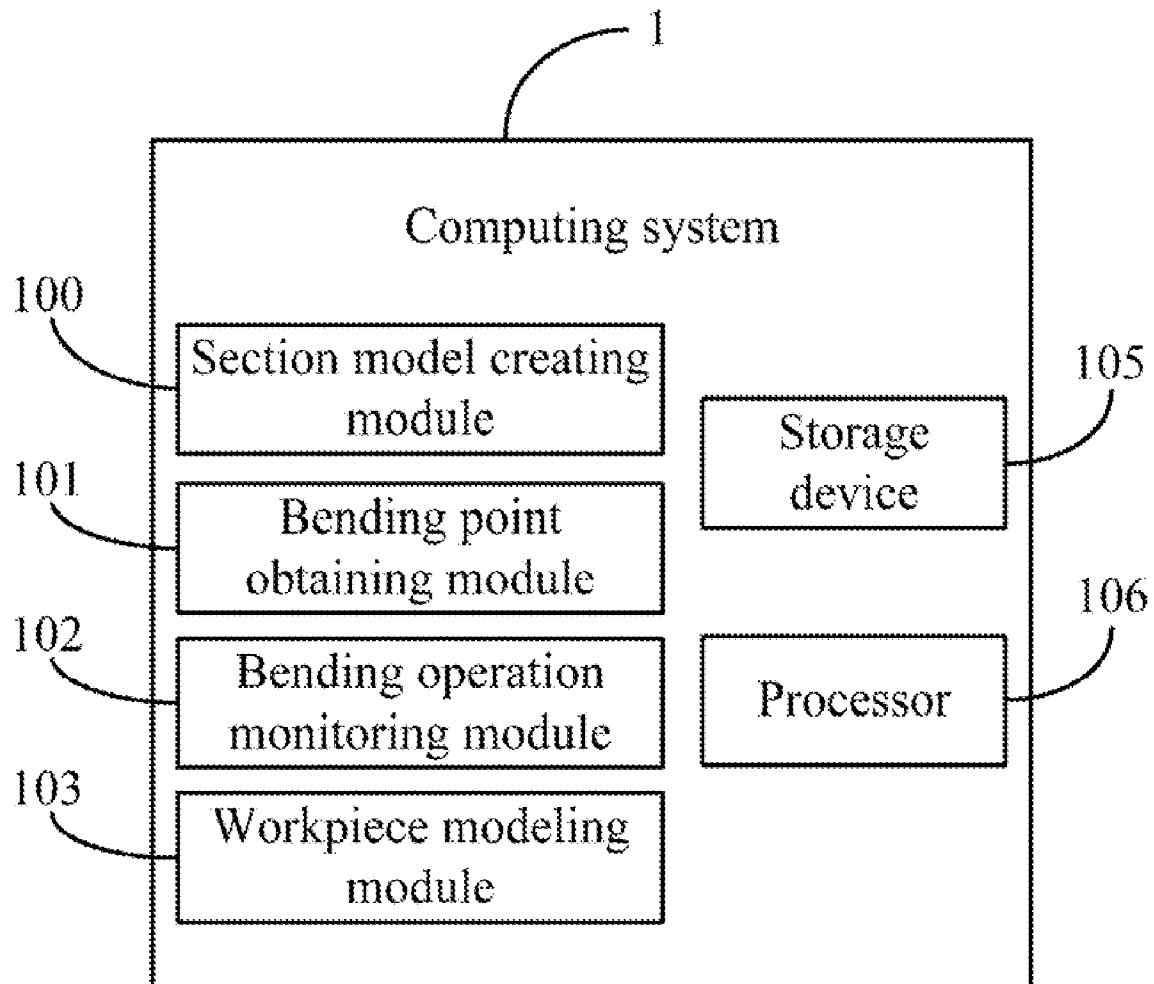 1
Computing system
100
Section model creating
module
101
Bending point
obtaining module
102
Bending operation
monitoring module
103
Workpiece modeling
module
105
Storage
device
106
Processor